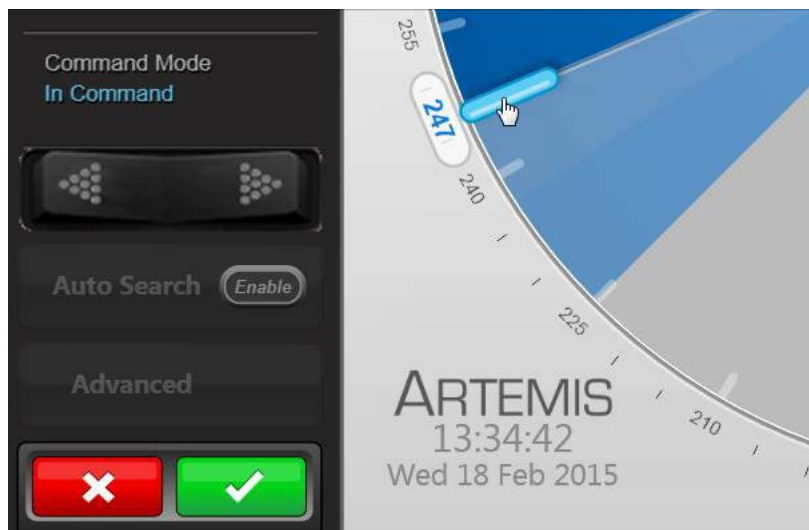 Command Mode
In Command
Auto Search
Enable
Advanced
255
247
240
225
210
ARTEMIS
13:34:42
Wed 18 Feb 2015